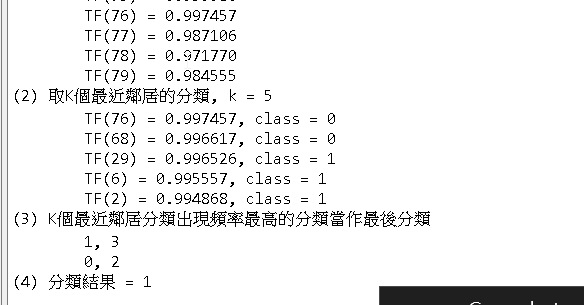 TF(76) = 0.997457
TF(77) = 0.987106
TF(78) = 0.971770
TF(79) = 0.984555
(2) 取K個最近鄰居的分類, k = 5
TF(76) = 0.997457, class = 0
TF(68) = 0.996617, class = 0
TF(29) = 0.996526, class = 1
TF(6) = 0.995557, class = 1
TF(2) = 0.994868, class = 1
(3) K個最近鄰居分類出現頻率最高的分類當作最後分類
1, 3
0, 2
(4) 分類結果 = 1